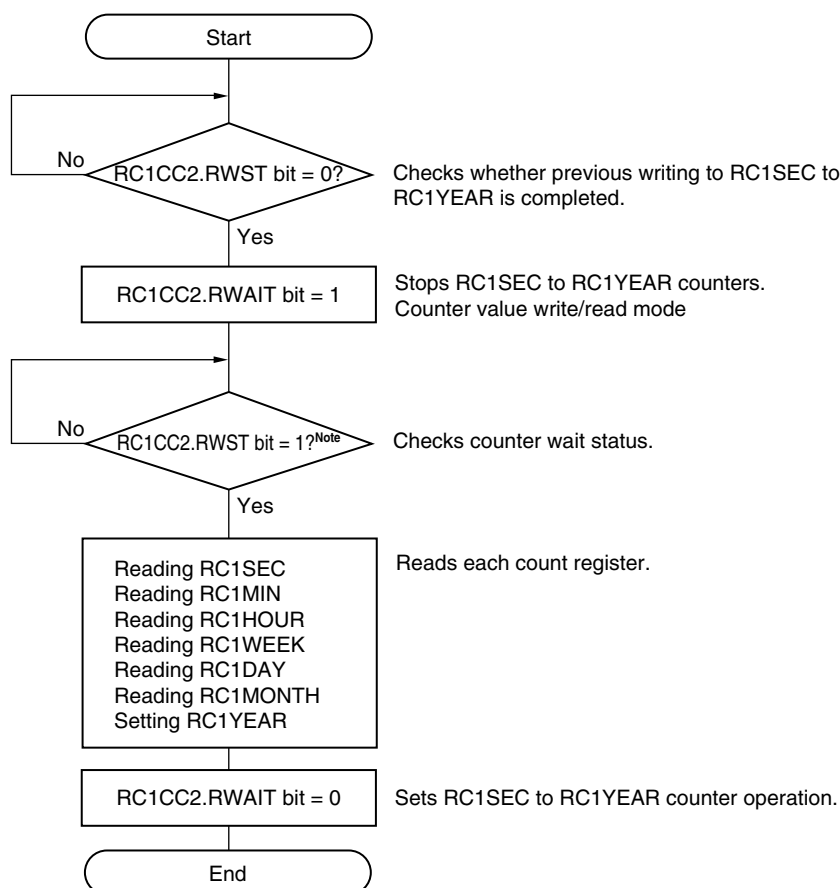 Start
No
RC1CC2.RWST bit = 0?
Checks whether previous writing to RC1SEC to
RC1YEAR is completed.
Yes
RC1CC2.RWAIT bit = 1
Stops RC1SEC to RC1YEAR counters.
Counter value write/read mode
No
RC1CC2.RWST bit = 1?Note
Checks counter wait status.
Yes
Reading RC1SEC
Reading RC1MIN
Reading RC1HOUR
Reading RC1WEEK
Reading RC1DAY
Reading RC1MONTH
Setting RC1YEAR
Reads each count register.
RC1CC2.RWAIT bit = 0
Sets RC1SEC to RC1YEAR counter operation.
End